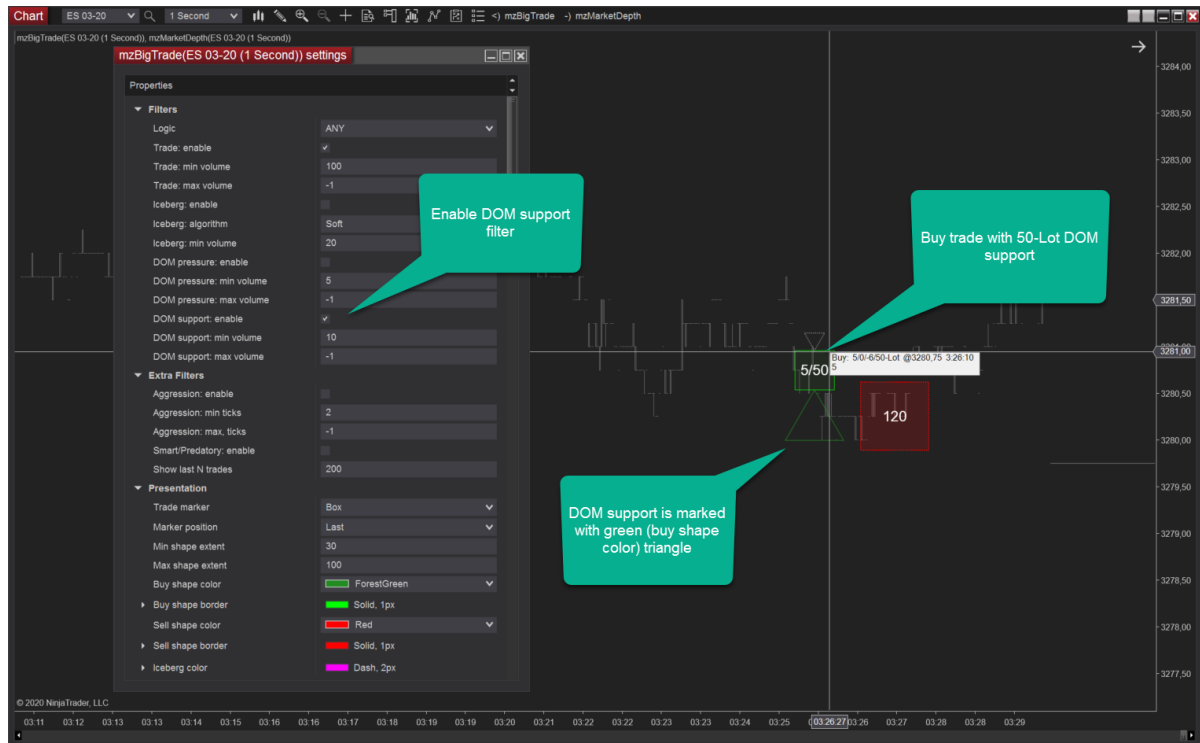 Chart ES 03-20 1 Second <) mzBigTrade -) mzMarketDepth
mzBigTrade(ES 03-20 (1 Second)), mzMarketDepth(ES 03-20 (1 Second))
mzBigTrade(ES 03-20 (1 Second)) settings
Properties
Filters
Logic ANY
Trade: enable
Trade: min volume 100
Trade: max volume -1
Iceberg: enable
Iceberg: algorithm Soft
Iceberg: min volume 20
DOM pressure: enable
DOM pressure: min volume 5
DOM pressure: max volume -1
DOM support: enable
DOM support: min volume 10
DOM support: max volume -1
Extra Filters
Aggression: enable
Aggression: min ticks 2
Aggression: max, ticks -1
Smart/Predatory: enable
Show last N trades 200
Presentation
Trade marker Box
Marker position Last
Min shape extent 30
Max shape extent 100
Buy shape color ForestGreen
Buy shape border Solid, 1px
Sell shape color Red
Sell shape border Solid, 1px
Iceberg color Dash, 2px
Enable DOM support
filter
Buy trade with 50-Lot DOM
support
5/50
Buy: 5/0/-6/50-Lot @3280,75 3:26:10
5
120
DOM support is marked
with green (buy shape
color) triangle
3284,00
3283,50
3283,00
3282,50
3282,00
3281,50
3281,00
3280,50
3280,00
3279,50
3279,00
3278,50
3278,00
3277,50
© 2020 NinjaTrader, LLC
03:11 03:12 03:13 03:13 03:14 03:15 03:16 03:16 03:17 03:18 03:19 03:19 03:20 03:21 03:22 03:22 03:23 03:23 03:24 03:25 03:26:27 03:26 03:27 03:28 03:28 03:29